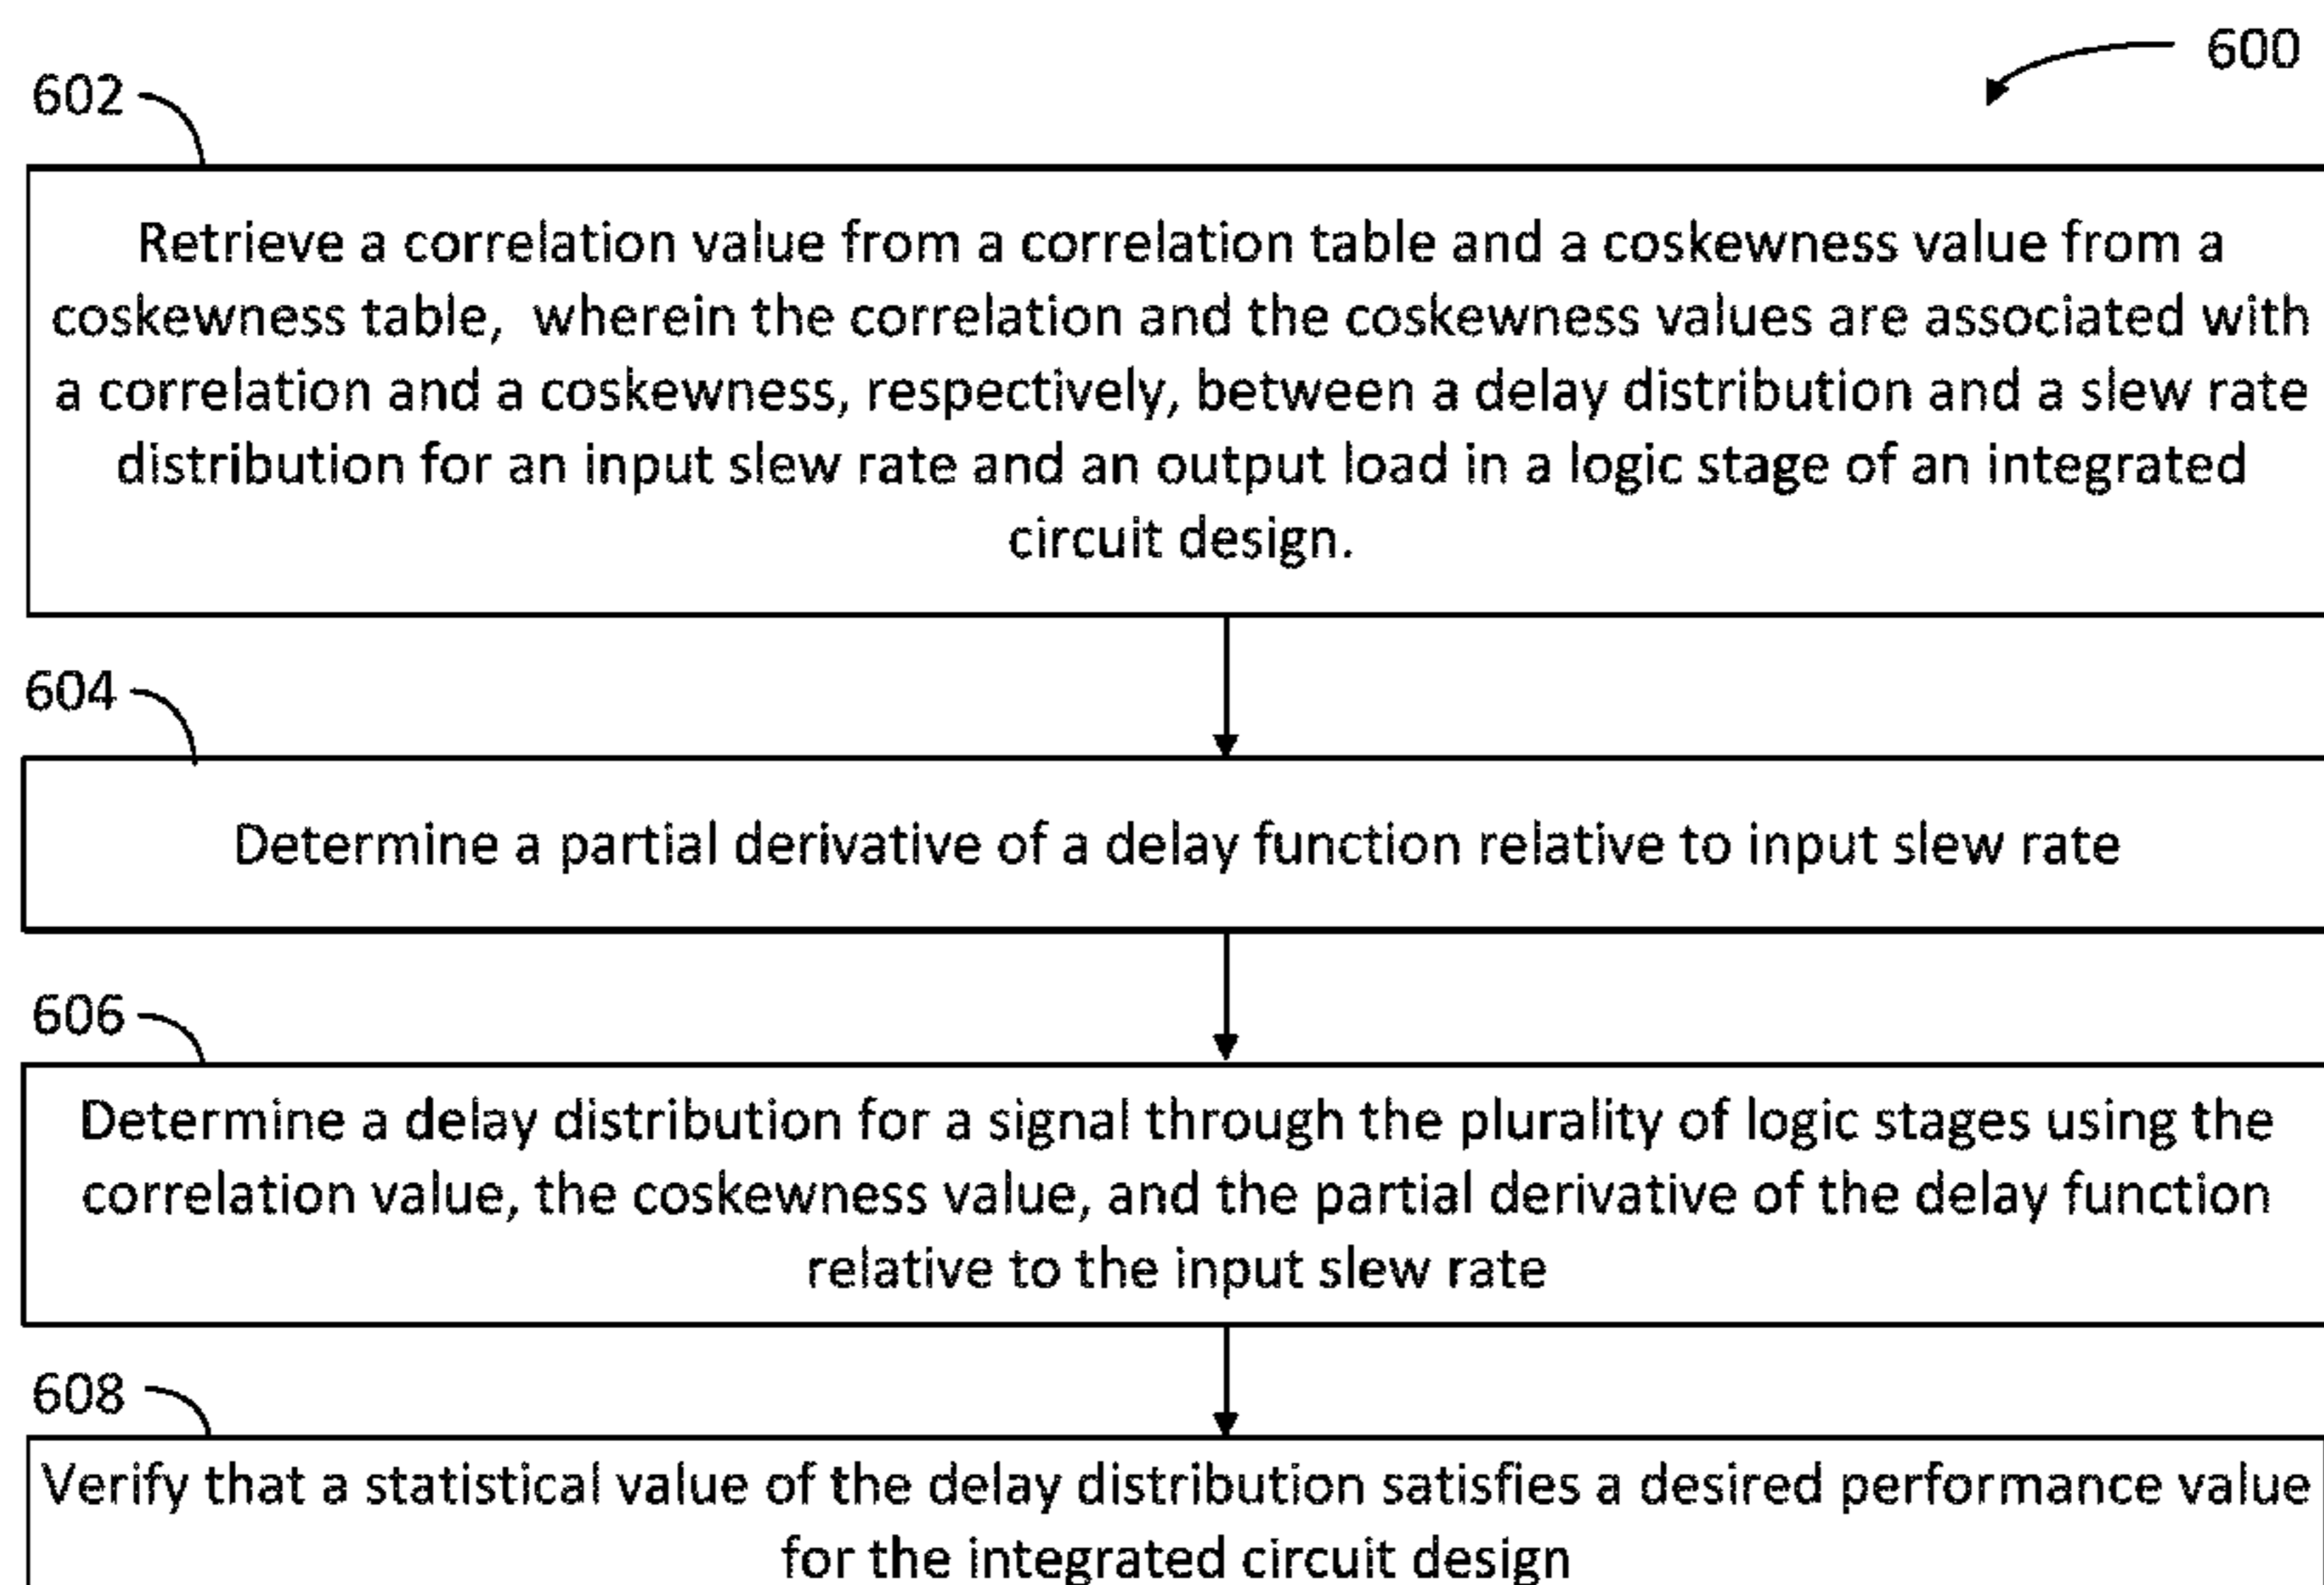 600
602
Retrieve a correlation value from a correlation table and a coskewness value from a
coskewness table,  wherein the correlation and the coskewness values are associated with
a correlation and a coskewness, respectively, between a delay distribution and a slew rate
distribution for an input slew rate and an output load in a logic stage of an integrated
circuit design.
604
Determine a partial derivative of a delay function relative to input slew rate
606
Determine a delay distribution for a signal through the plurality of logic stages using the
correlation value, the coskewness value, and the partial derivative of the delay function
relative to the input slew rate
608
Verify that a statistical value of the delay distribution satisfies a desired performance value
for the integrated circuit design